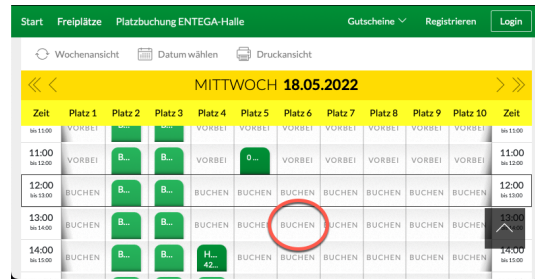 Start Freiplätze Platzbuchung ENTEGA-Halle Gutscheine Registrieren Login
Wochenansicht Datum wählen Druckansicht
MITTWOCH 18.05.2022
Zeit Platz 1 Platz 2 Platz 3 Platz 4 Platz 5 Platz 6 Platz 7 Platz 8 Platz 9 Platz 10 Zeit
bis 11:00 VORBEI B... B... VORBEI VORBEI VORBEI VORBEI VORBEI VORBEI VORBEI bis 11:00
11:00 VORBEI B... B... VORBEI 0... VORBEI VORBEI VORBEI VORBEI VORBEI 11:00
bis 12:00 bis 12:00
12:00 BUCHEN B... B... BUCHEN BUCHEN BUCHEN BUCHEN BUCHEN BUCHEN BUCHEN 12:00
bis 13:00 bis 13:00
13:00 BUCHEN B... B... BUCHEN BUCHEN BUCHEN BUCHEN BUCHEN BUCHEN BUCHEN 13:00
bis 14:00
14:00 BUCHEN B... B... H... BUCHEN BUCHEN BUCHEN BUCHEN BUCHEN BUCHEN 14:00
bis 15:00 42... bis 15:00